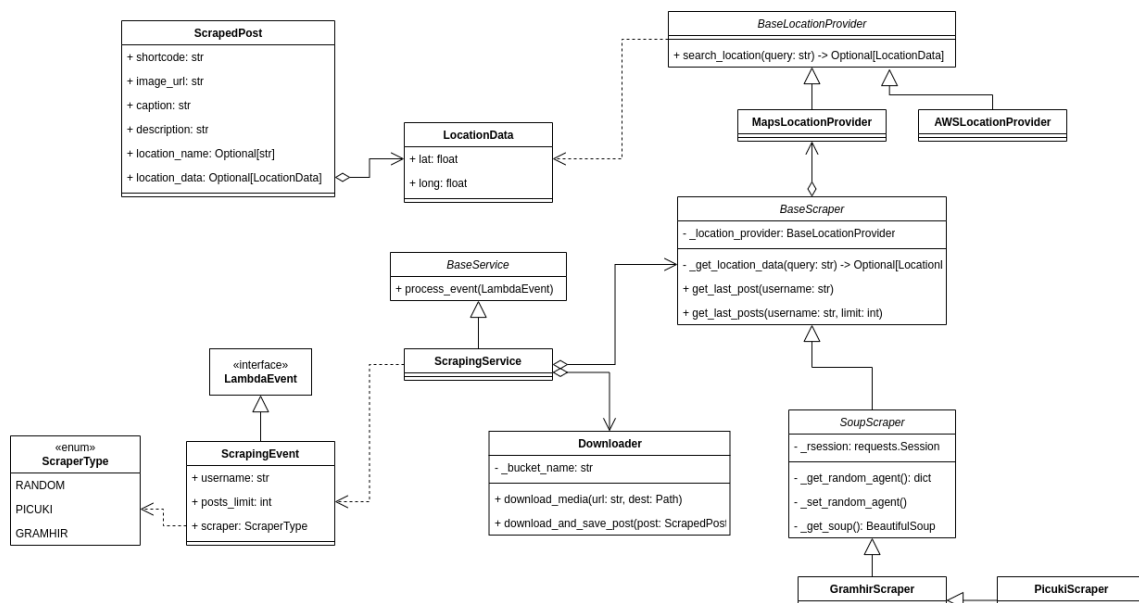 ScrapedPost
+ shortcode: str
+ image_url: str
+ caption: str
+ description: str
+ location_name: Optional[str]
+ location_data: Optional[LocationData]
LocationData
+ lat: float
+ long: float
BaseLocationProvider
+ search_location(query: str) -> Optional[LocationData]
MapsLocationProvider
AWSLocationProvider
BaseScraper
- _location_provider: BaseLocationProvider
- _get_location_data(query: str) -> Optional[Locationl
+ get_last_post(username: str)
+ get_last_posts(username: str, limit: int)
BaseService
+ process_event(LambdaEvent)
ScrapingService
«interface»
LambdaEvent
«enum»
ScraperType
RANDOM
PICUKI
GRAMHIR
ScrapingEvent
+ username: str
+ posts_limit: int
+ scraper: ScraperType
Downloader
- _bucket_name: str
+ download_media(url: str, dest: Path)
+ download_and_save_post(post: ScrapedPost
SoupScraper
- _rsession: requests.Session
- _get_random_agent(): dict
- _set_random_agent()
- _get_soup(): BeautifulSoup
GramhirScraper
PicukiScraper